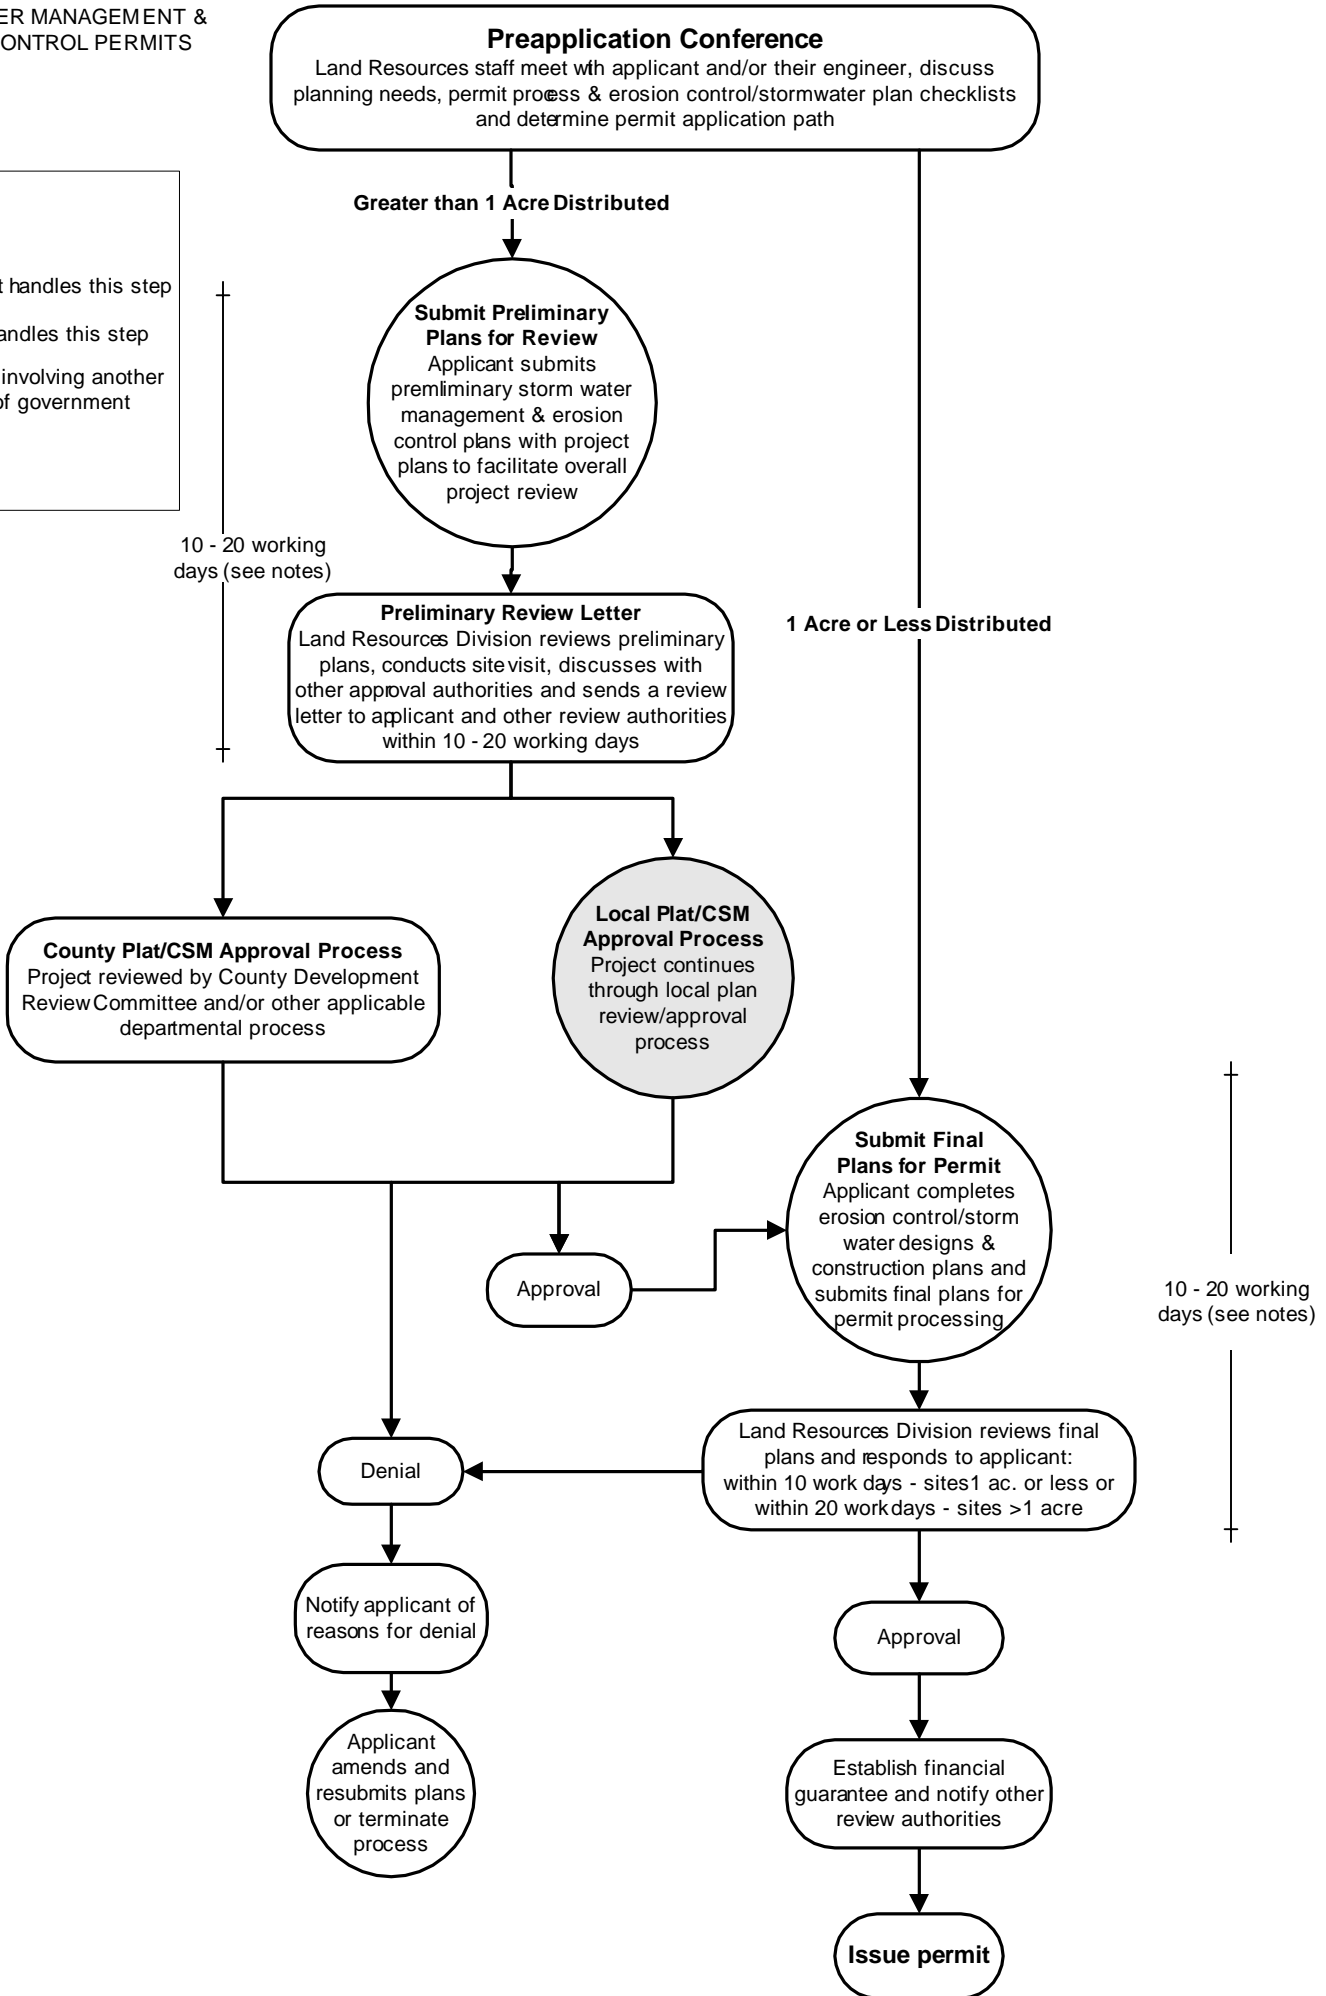 ER MANAGEMENT &
ONTROL PERMITS
Preapplication Conference
Land Resources staff meet with applicant and/or their engineer, discuss
planning needs, permit process & erosion control/stormwater plan checklists
and determine permit application path
t handles this step
andles this step
involving another
of government
Greater than 1 Acre Distributed
Submit Preliminary
Plans for Review
Applicant submits
premliminary storm water
management & erosion
control plans with project
plans to facilitate overall
project review
10 - 20 working
days (see notes)
Preliminary Review Letter
Land Resources Division reviews preliminary
plans, conducts site visit, discusses with
other approval authorities and sends a review
letter to applicant and other review authorities
within 10 - 20 working days
1 Acre or Less Distributed
County Plat/CSM Approval Process
Project reviewed by County Development
Review Committee and/or other applicable
departmental process
Local Plat/CSM
Approval Process
Project continues
through local plan
review/approval
process
Submit Final
Plans for Permit
Applicant completes
erosion control/storm
water designs &
construction plans and
submits final plans for
permit processing
Approval
10 - 20 working
days (see notes)
Land Resources Division reviews final
plans and responds to applicant:
within 10 work days - sites 1 ac. or less or
within 20 work days - sites >1 acre
Denial
Notify applicant of
reasons for denial
Applicant
amends and
resubmits plans
or terminate
process
Approval
Establish financial
guarantee and notify other
review authorities
Issue permit